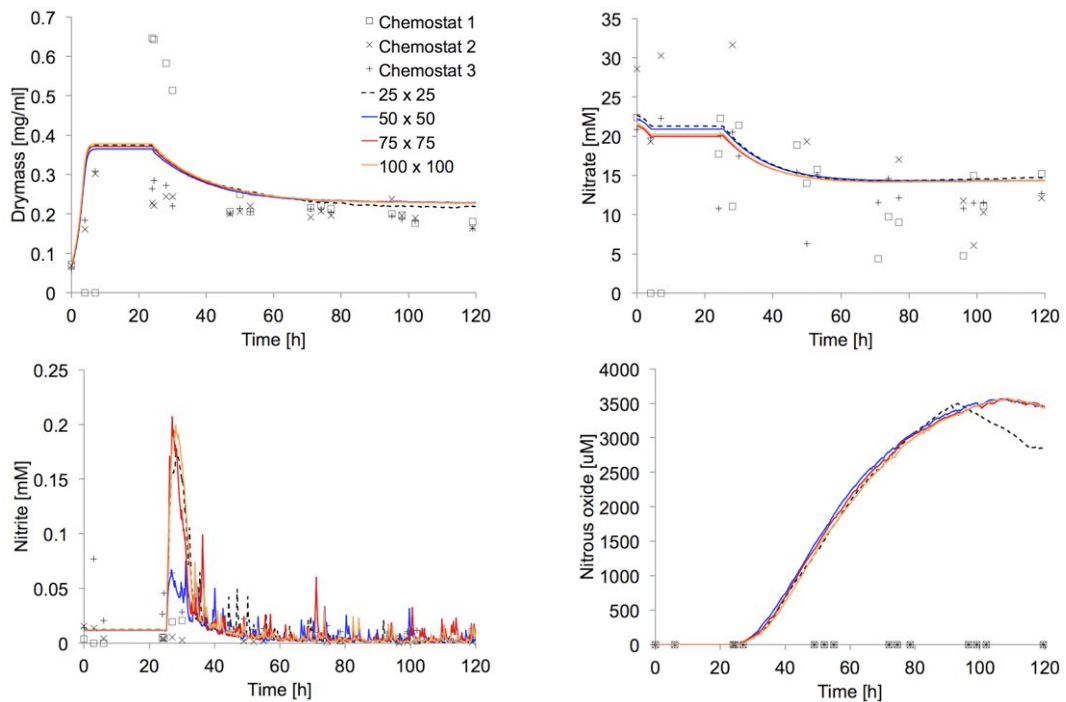 0.7
0.6
0.5
0.4
0.3
0.2
0.1
0
Drymass [mg/ml]
0 20 40 60 80 100 120
Time [h]
Chemostat 1
Chemostat 2
Chemostat 3
25 x 25
50 x 50
75 x 75
100 x 100
35
30
25
20
15
10
5
0
Nitrate [mM]
0 20 40 60 80 100 120
Time [h]
0.25
0.2
0.15
0.1
0.05
0
Nitrite [mM]
0 20 40 60 80 100 120
Time [h]
4000
3500
3000
2500
2000
1500
1000
500
0
Nitrous oxide [uM]
0 20 40 60 80 100 120
Time [h]